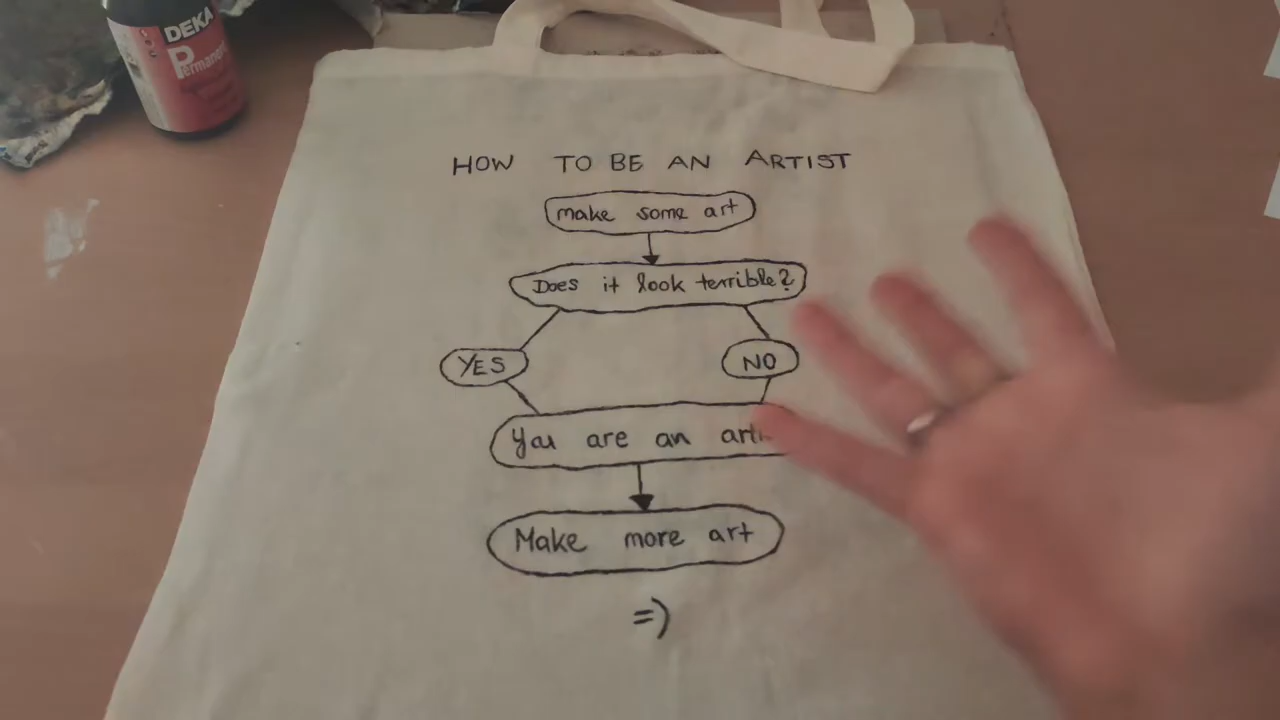 DEKA
Permanent
HOW TO BE AN ARTIST
make some art
Does it look terrible?
YES
NO
You are an
Make more art
=)